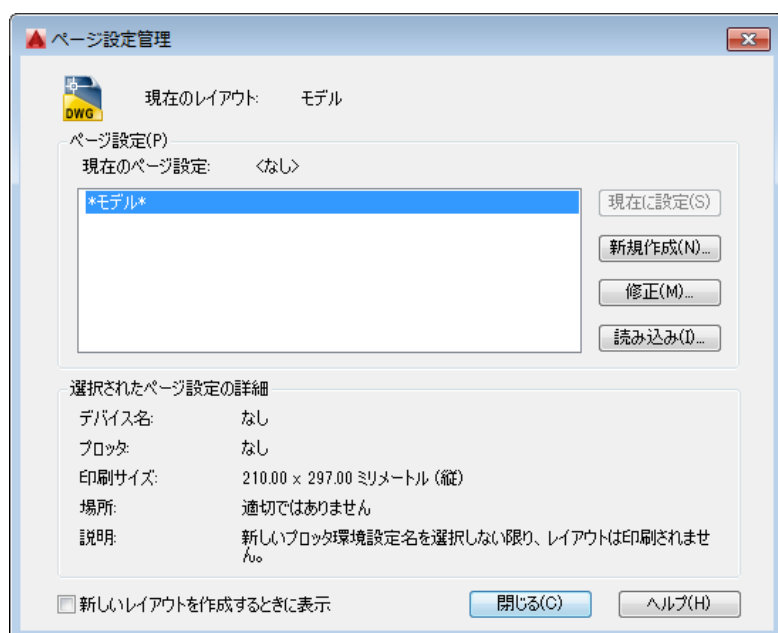 ページ設定管理
DWG
現在のレイアウト: モデル
ページ設定(P)
現在のページ設定: <なし>
*モデル*
現在に設定(S)
新規作成(N)...
修正(M)...
読み込み(I)...
選択されたページ設定の詳細
デバイス名: なし
プロッタ: なし
印刷サイズ: 210.00 x 297.00 ミリメートル (縦)
場所: 適切ではありません
説明: 新しいプロッタ環境設定名を選択しない限り、レイアウトは印刷されませ
ん。
新しいレイアウトを作成するときに表示
閉じる(C)
ヘルプ(H)